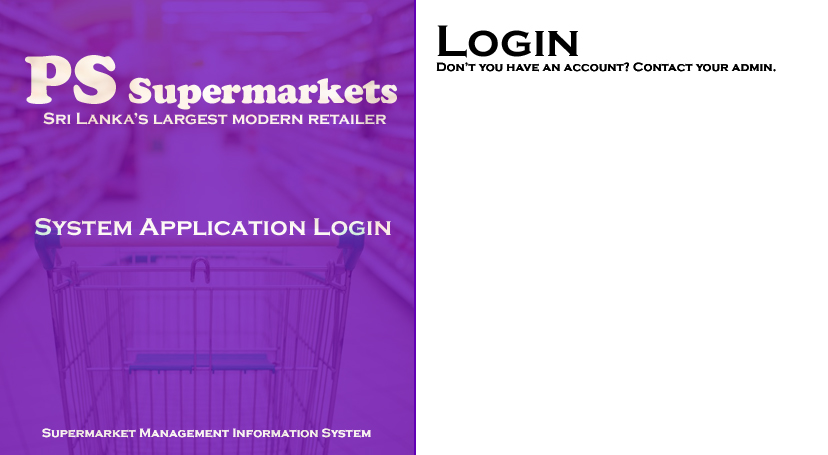 PS Supermarkets
Sri Lanka's largest modern retailer
System Application Login
Supermarket Management Information System
Login
Don't you have an account? Contact your admin.